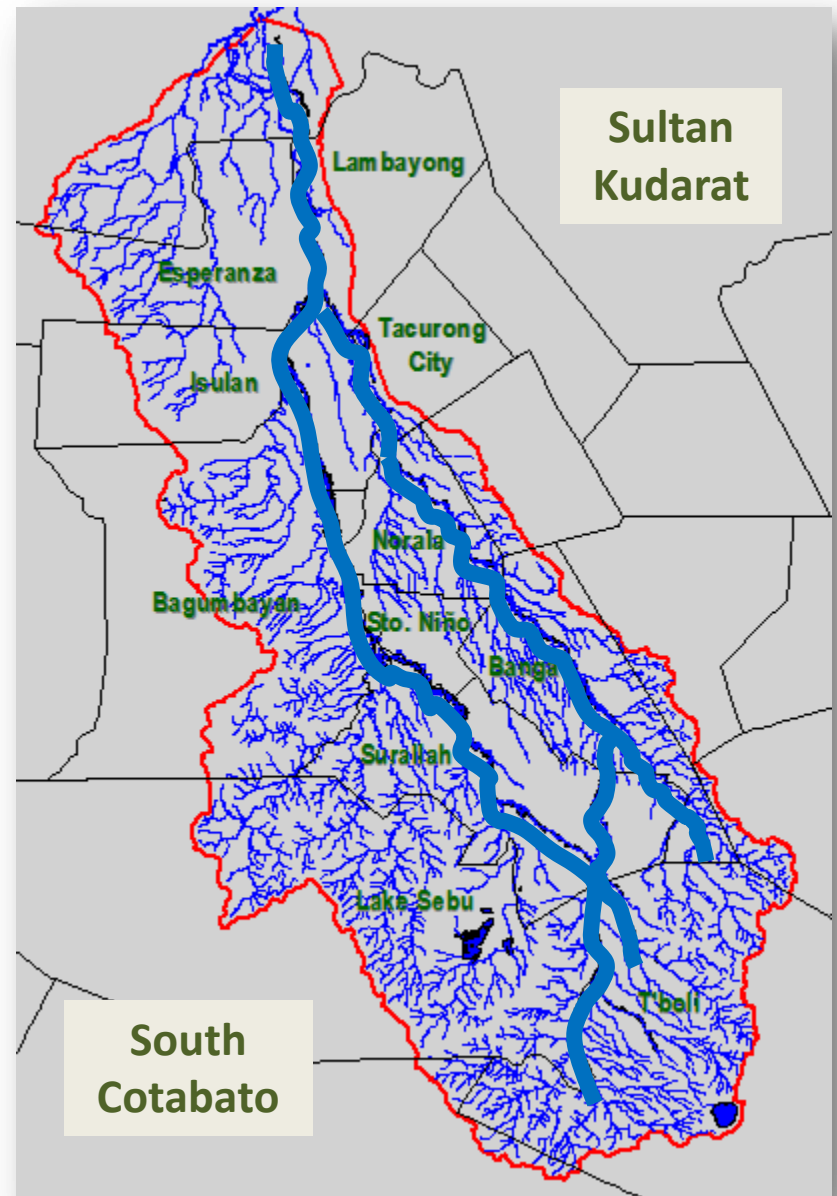 Sultan
Kudarat
Lambayong
Esperanza
Tacurong
City
Isulan
Norala
Bagumbayan
Sto. Niño
Banga
Surallah
Lake Sebu
T'boli
South
Cotabato